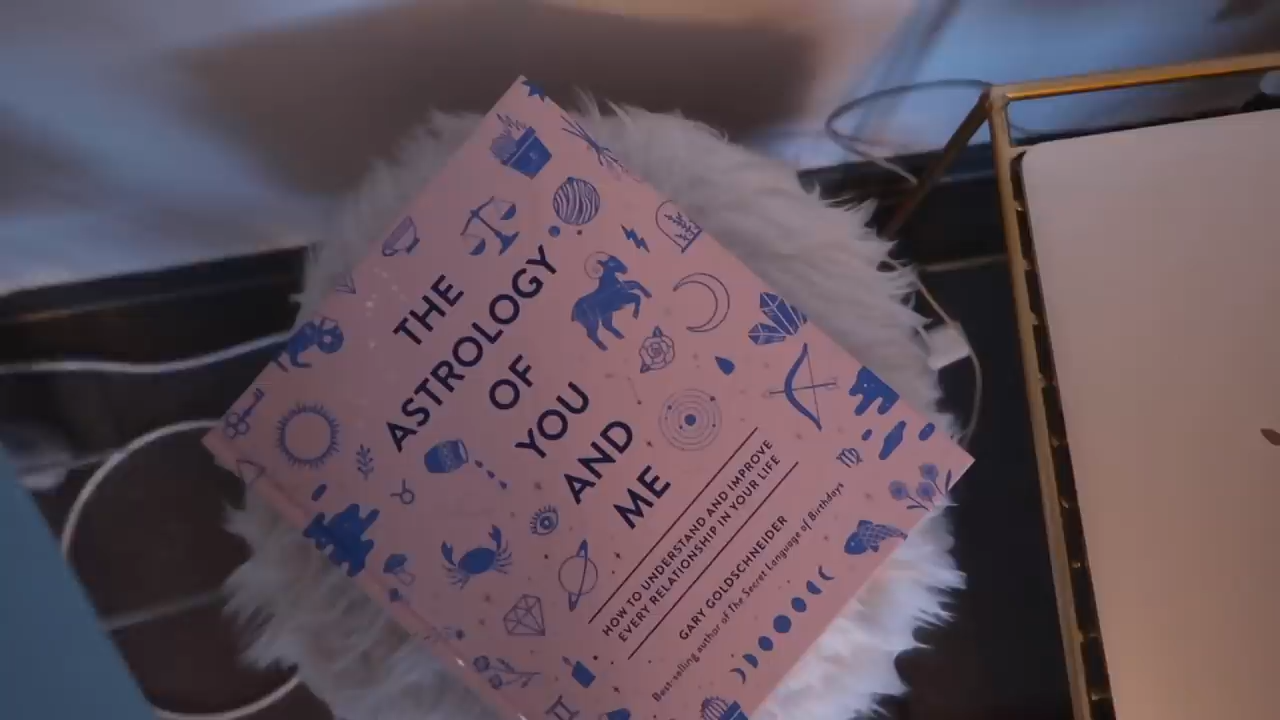 THE
ASTROLOGY
OF
YOU
AND
ME
HOW TO UNDERSTAND AND IMPROVE
EVERY RELATIONSHIP IN YOUR LIFE
GARY GOLDSCHNEIDER
Best-selling author of The Secret Language of Birthdays